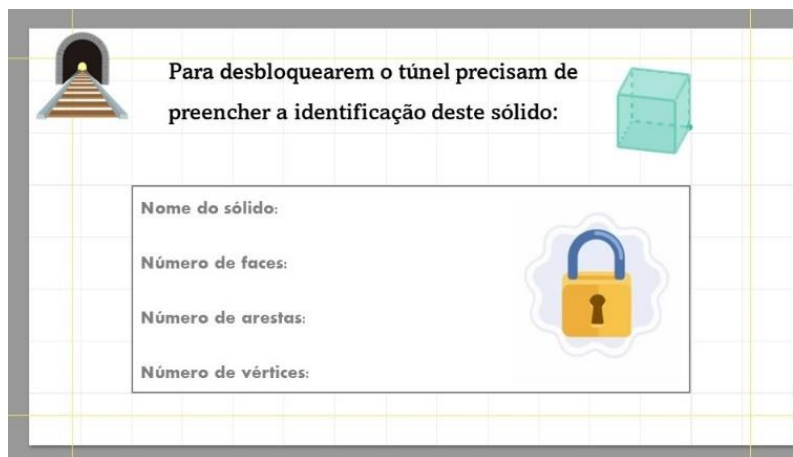 Para desbloquearem o túnel precisam de
preencher a identificação deste sólido:
Nome do sólido:
Número de faces:
Número de arestas:
Número de vértices: